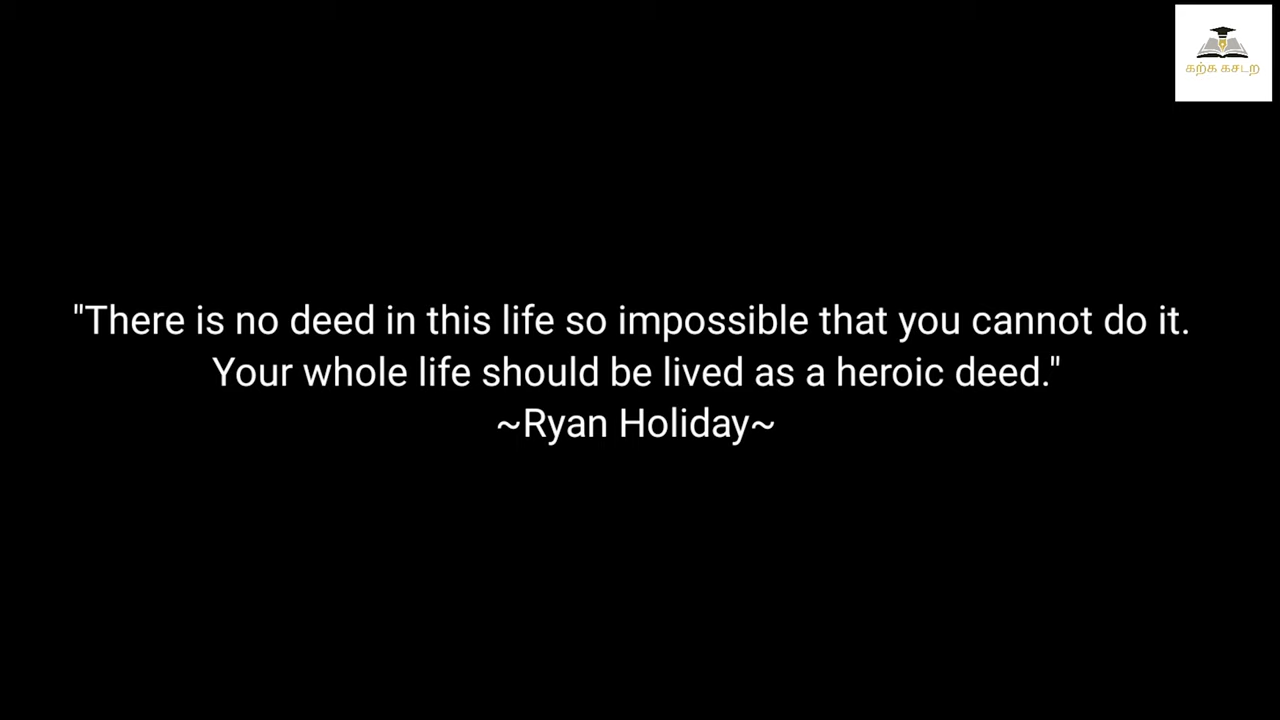 கற்க கசடற
"There is no deed in this life so impossible that you cannot do it.
Your whole life should be lived as a heroic deed."
~Ryan Holiday~